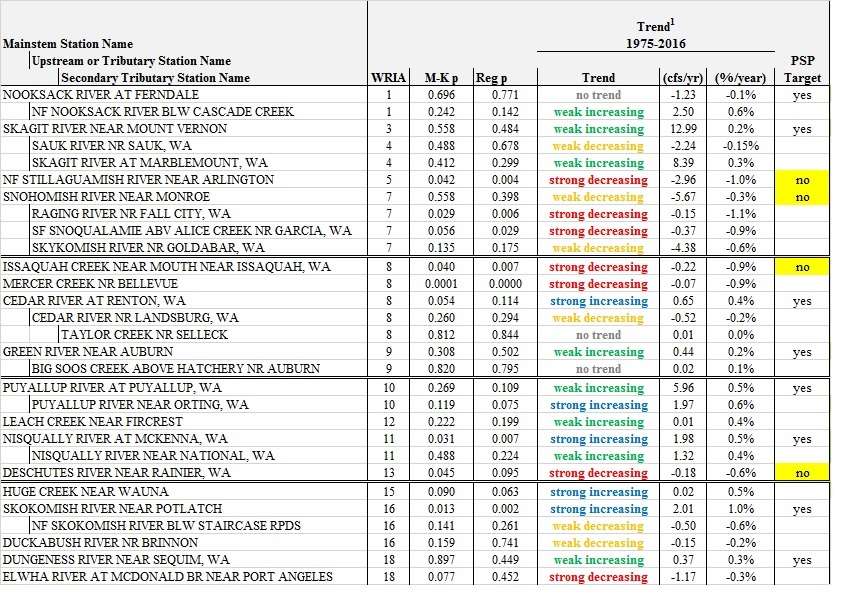 Trend1
Mainstem Station Name 1975-2016
Upstream or Tributary Station Name PSP
Secondary Tributary Station Name WRIA M-K p Reg p Trend (cfs/yr) (%/year) Target
NOOKSACK RIVER AT FERNDALE 1 0.696 0.771 no trend -1.23 -0.1% yes
NF NOOKSACK RIVER BLW CASCADE CREEK 1 0.242 0.142 weak increasing 2.50 0.6%
SKAGIT RIVER NEAR MOUNT VERNON 3 0.558 0.484 weak increasing 12.99 0.2% yes
SAUK RIVER NR SAUK, WA 4 0.488 0.678 weak decreasing -2.24 -0.15%
SKAGIT RIVER AT MARBLEMOUNT, WA 4 0.412 0.299 weak increasing 8.39 0.3%
NF STILLAGUAMISH RIVER NEAR ARLINGTON 5 0.042 0.004 strong decreasing -2.96 -1.0% no
SNOHOMISH RIVER NEAR MONROE 7 0.558 0.398 weak decreasing -5.67 -0.3% no
RAGING RIVER NR FALL CITY, WA 7 0.029 0.006 strong decreasing -0.15 -1.1%
SF SNOQUALAMIE ABV ALICE CREEK NR GARCIA, WA 7 0.056 0.029 strong decreasing -0.37 -0.9%
SKYKOMISH RIVER NR GOLDABAR, WA 7 0.135 0.175 weak decreasing -4.38 -0.6%
ISSAQUAH CREEK NEAR MOUTH NEAR ISSAQUAH, WA 8 0.040 0.007 strong decreasing -0.22 -0.9% no
MERCER CREEK NR BELLEVUE 8 0.0001 0.0000 strong decreasing -0.07 -0.9%
CEDAR RIVER AT RENTON, WA 8 0.054 0.114 strong increasing 0.65 0.4% yes
CEDAR RIVER NR LANDSBURG, WA 8 0.260 0.294 weak decreasing -0.52 -0.2%
TAYLOR CREEK NR SELLECK 8 0.812 0.844 no trend 0.01 0.0%
GREEN RIVER NEAR AUBURN 9 0.308 0.502 weak increasing 0.44 0.2% yes
BIG SOOS CREEK ABOVE HATCHERY NR AUBURN 9 0.820 0.795 no trend 0.02 0.1%
PUYALLUP RIVER AT PUYALLUP, WA 10 0.269 0.109 weak increasing 5.96 0.5% yes
PUYALLUP RIVER NEAR ORTING, WA 10 0.119 0.075 strong increasing 1.97 0.6%
LEACH CREEK NEAR FIRCREST 12 0.222 0.199 weak increasing 0.01 0.4%
NISQUALLY RIVER AT MCKENNA, WA 11 0.031 0.007 strong increasing 1.98 0.5% yes
NISQUALLY RIVER NEAR NATIONAL, WA 11 0.488 0.224 weak increasing 1.32 0.4%
DESCHUTES RIVER NEAR RAINIER, WA 13 0.045 0.095 strong decreasing -0.18 -0.6% no
HUGE CREEK NEAR WAUNA 15 0.090 0.063 strong increasing 0.02 0.5%
SKOKOMISH RIVER NEAR POTLATCH 16 0.013 0.002 strong increasing 2.01 1.0% yes
NF SKOKOMISH RIVER BLW STAIRCASE RPDS 16 0.141 0.261 weak decreasing -0.50 -0.6%
DUCKABUSH RIVER NR BRINNON 16 0.159 0.741 weak decreasing -0.15 -0.2%
DUNGENESS RIVER NEAR SEQUIM, WA 18 0.897 0.449 weak increasing 0.37 0.3% yes
ELWHA RIVER AT MCDONALD BR NEAR PORT ANGELES 18 0.077 0.452 strong decreasing -1.17 -0.3%